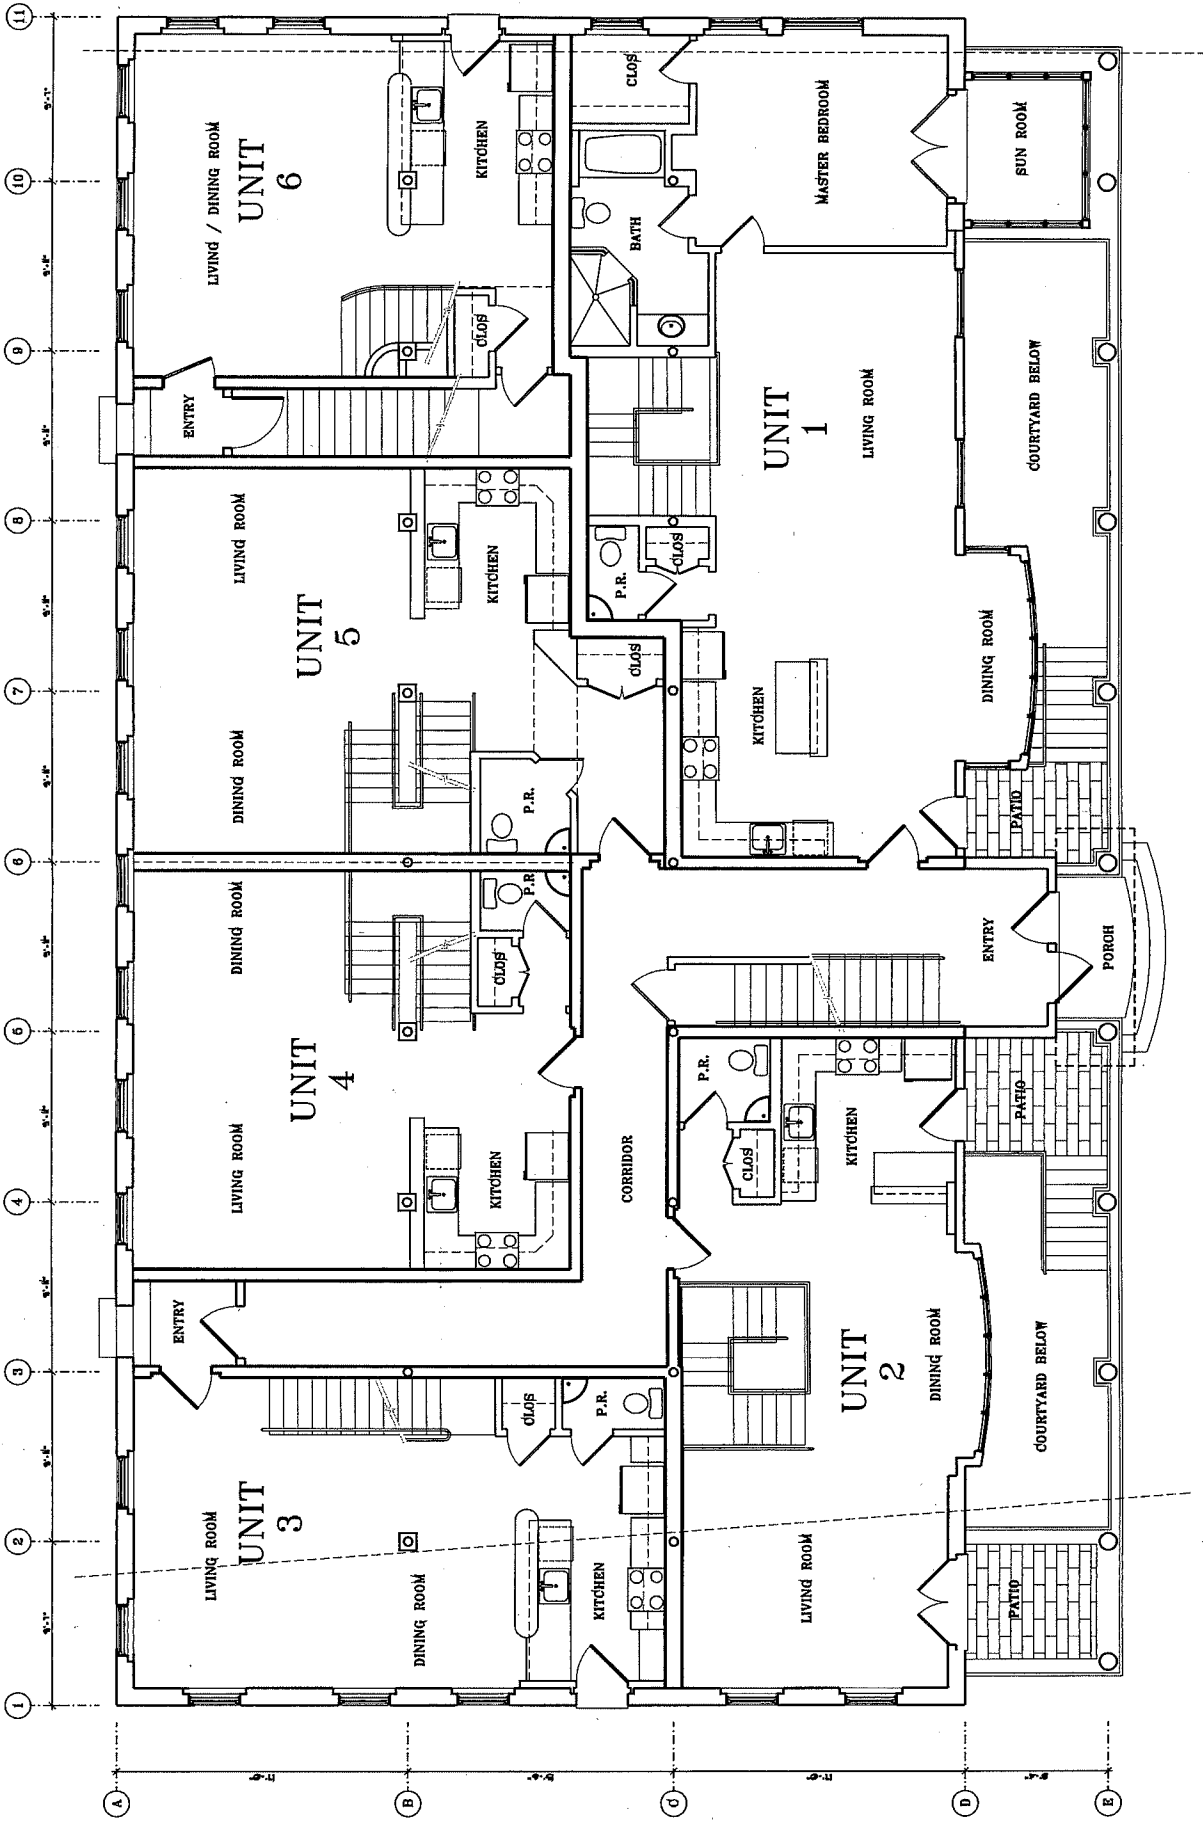 11
10
9
8
7
6
5
4
3
2
1
A
B
C
D
E
UNIT
6
LIVING / DINING ROOM
KITCHEN
CLOS
ENTRY
UNIT
5
LIVING ROOM
DINING ROOM
KITCHEN
CLOS
P.R.
UNIT
4
DINING ROOM
LIVING ROOM
KITCHEN
CLOS
P.R.
ENTRY
CORRIDOR
UNIT
3
LIVING ROOM
DINING ROOM
KITCHEN
CLOS
P.R.
UNIT
1
CLOS
MASTER BEDROOM
BATH
SUN ROOM
LIVING ROOM
COURTYARD BELOW
CLOS
P.R.
KITCHEN
DINING ROOM
PATIO
ENTRY
PORCH
UNIT
2
P.R.
CLOS
KITCHEN
PATIO
DINING ROOM
COURTYARD BELOW
LIVING ROOM
PATIO